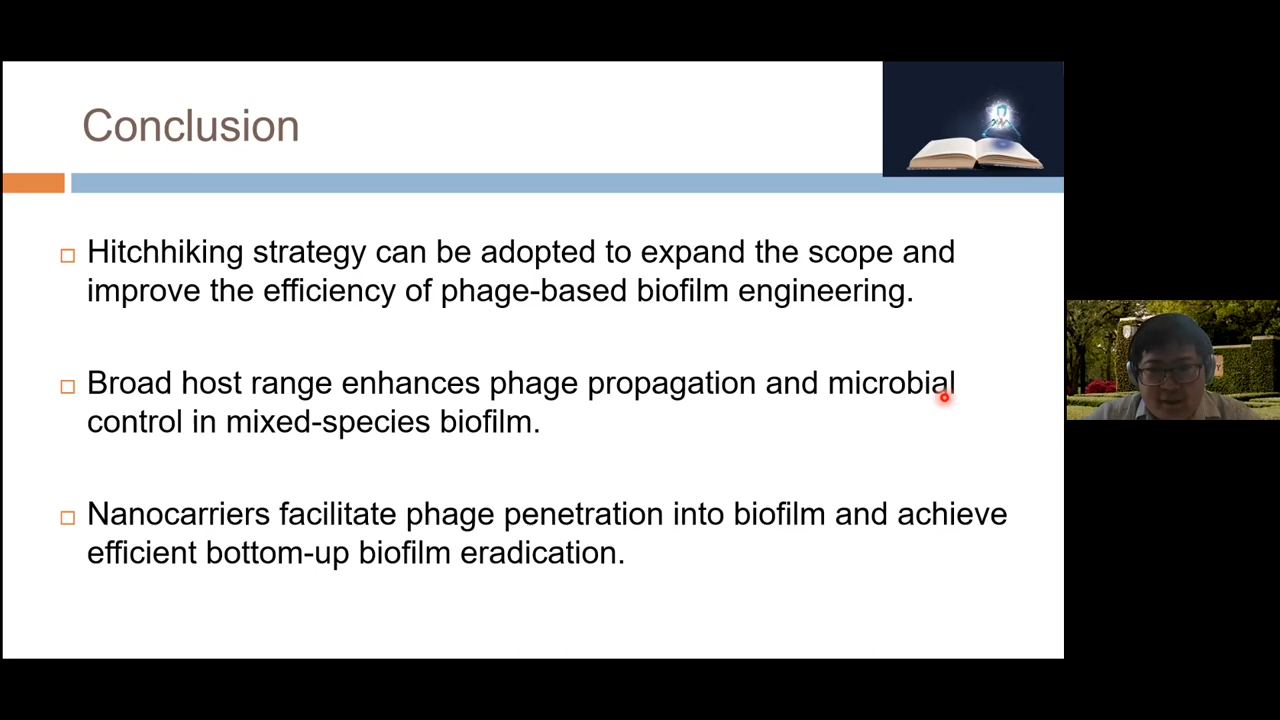 Conclusion
Hitchhiking strategy can be adopted to expand the scope and
improve the efficiency of phage-based biofilm engineering.
Broad host range enhances phage propagation and microbial
control in mixed-species biofilm.
Nanocarriers facilitate phage penetration into biofilm and achieve
efficient bottom-up biofilm eradication.